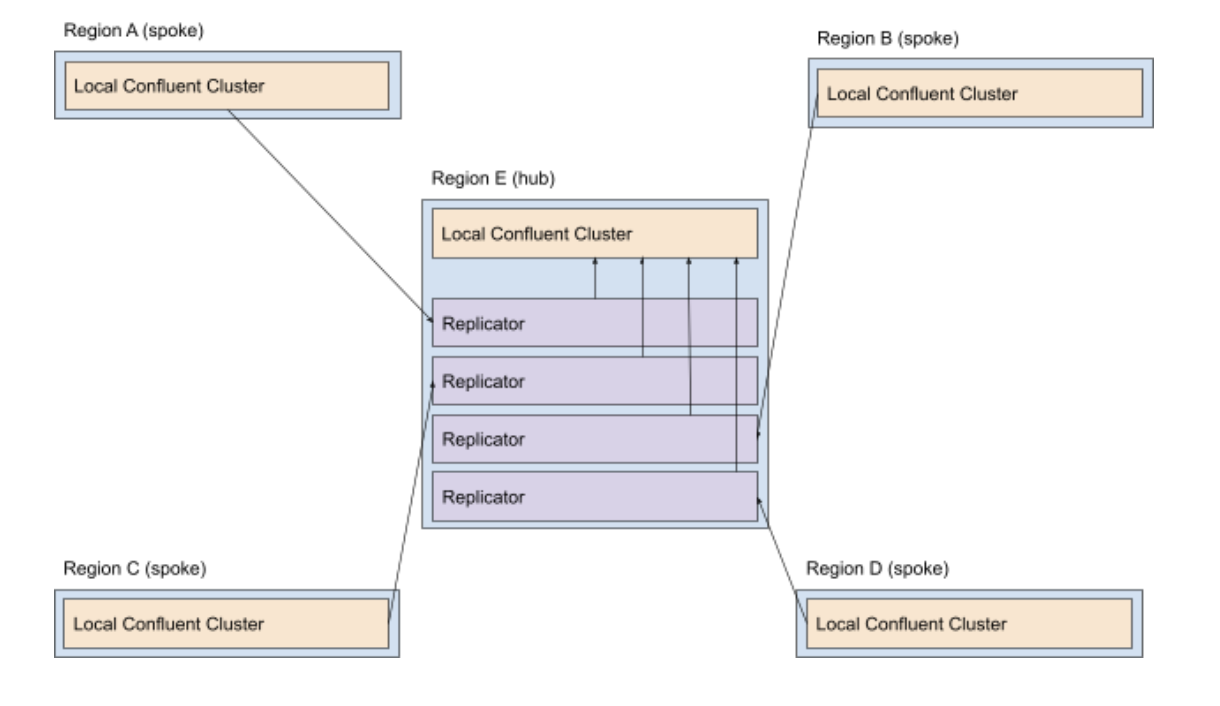 Region A (spoke)
Local Confluent Cluster
Region B (spoke)
Local Confluent Cluster
Region E (hub)
Local Confluent Cluster
Replicator
Replicator
Replicator
Replicator
Region C (spoke)
Local Confluent Cluster
Region D (spoke)
Local Confluent Cluster